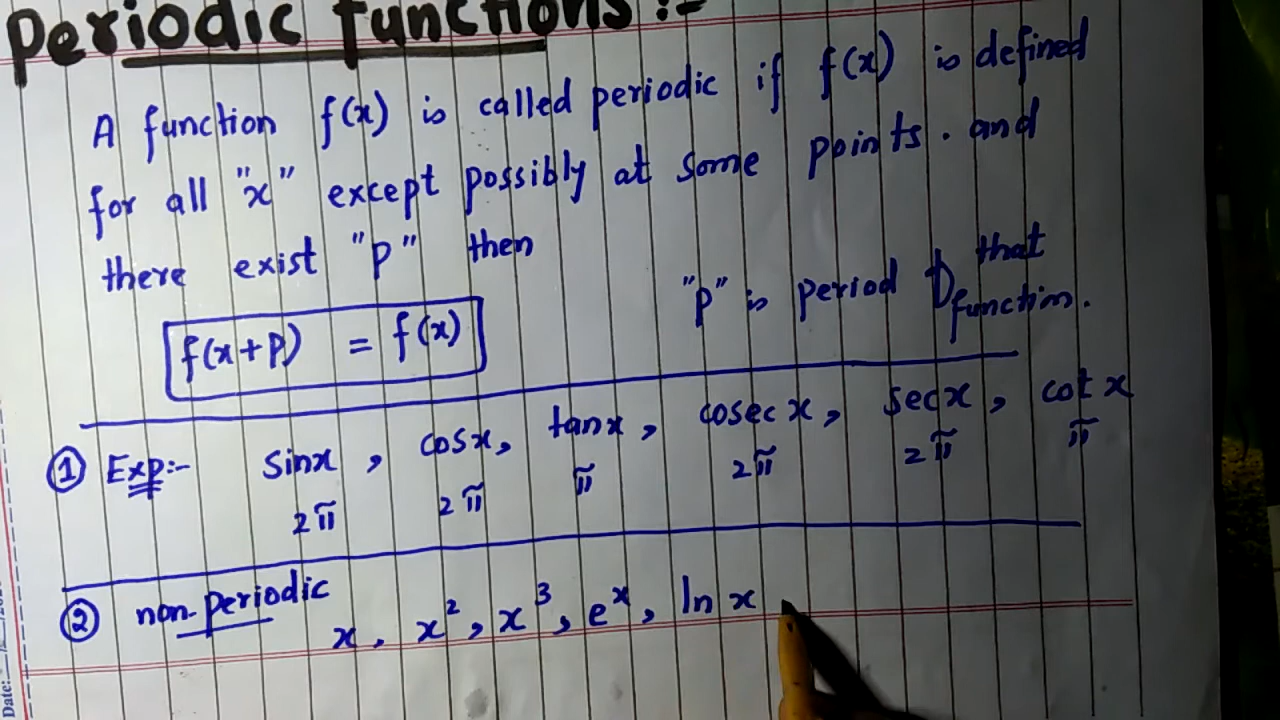 Periodic functions :-
A function f(x) is called periodic if f(x) is defined
for all "x" except possibly at some points. and
there exist "p" then
"p" is period of that function.
f(x+p) = f(x)
① Exp:- sinx, cosx, tanx, cosec x, secx, cot x
2π 2π π 2π 2π π
② non-periodic
x, x², x³, eˣ, ln x
Date: